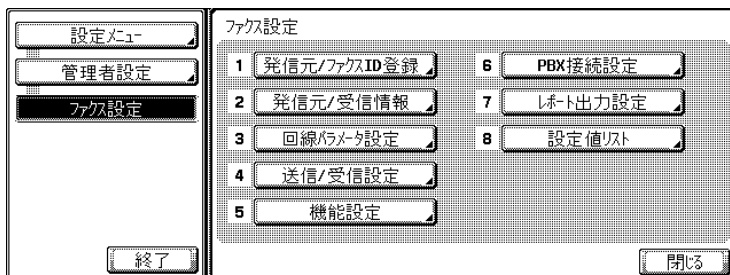 設定メニュー
管理者設定
ファクス設定
終了
ファクス設定
1 発信元/ファクスID登録
2 発信元/受信情報
3 回線パラメータ設定
4 送信/受信設定
5 機能設定
6 PBX接続設定
7 レポート出力設定
8 設定値リスト
閉じる